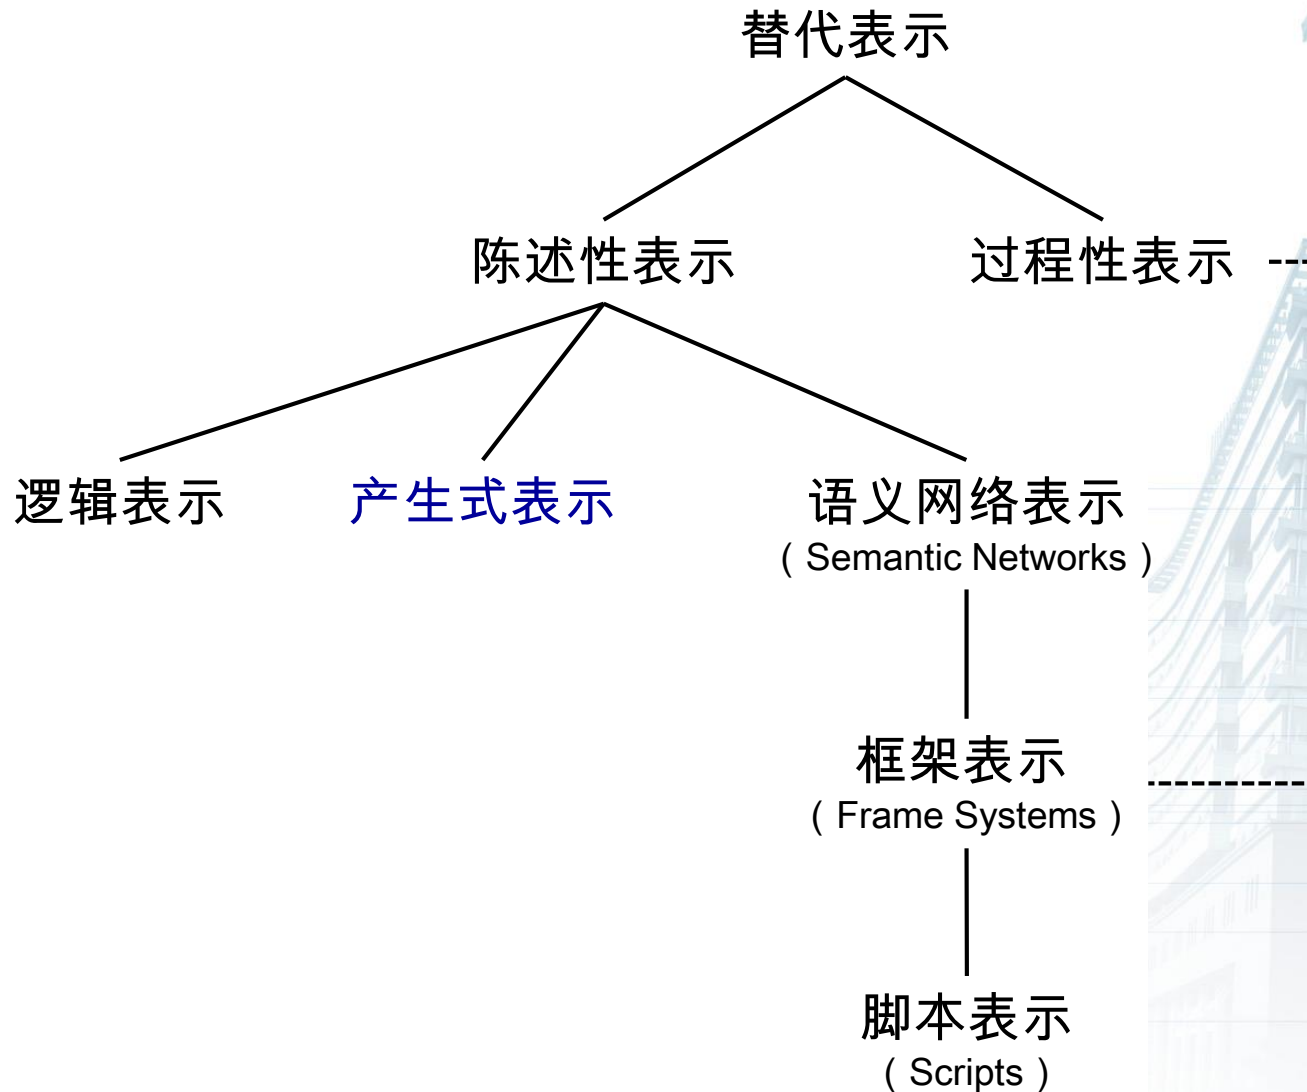 替代表示
陈述性表示
过程性表示
逻辑表示
产生式表示
语义网络表示
（Semantic Networks）
框架表示
（Frame Systems）
脚本表示
（Scripts）